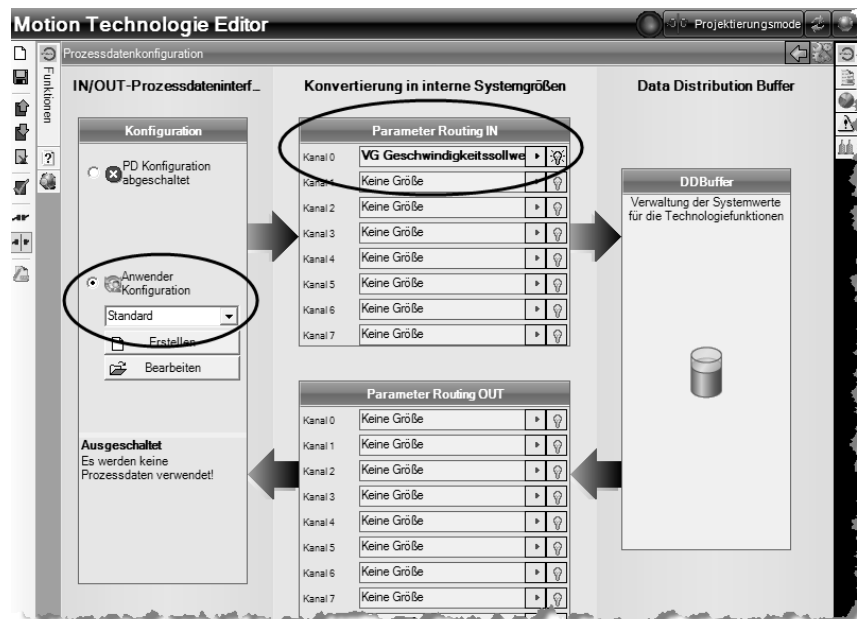 Motion Technologie Editor
Projektierungsmode
Prozessdatenkonfiguration
Funktionen
IN/OUT-Prozessdateninterf_
Konfiguration
PD Konfiguration
abgeschaltet
Anwender
Konfiguration
Standard
Erstellen
Bearbeiten
Ausgeschaltet
Es werden keine
Prozessdaten verwendet!
Konvertierung in interne Systemgrößen
Parameter Routing IN
Kanal 0 VG Geschwindigkeitssollwe
Kanal 1 Keine Größe
Kanal 2 Keine Größe
Kanal 3 Keine Größe
Kanal 4 Keine Größe
Kanal 5 Keine Größe
Kanal 6 Keine Größe
Kanal 7 Keine Größe
Parameter Routing OUT
Kanal 0 Keine Größe
Kanal 1 Keine Größe
Kanal 2 Keine Größe
Kanal 3 Keine Größe
Kanal 4 Keine Größe
Kanal 5 Keine Größe
Kanal 6 Keine Größe
Kanal 7 Keine Größe
Data Distribution Buffer
DDBuffer
Verwaltung der Systemwerte
für die Technologiefunktionen